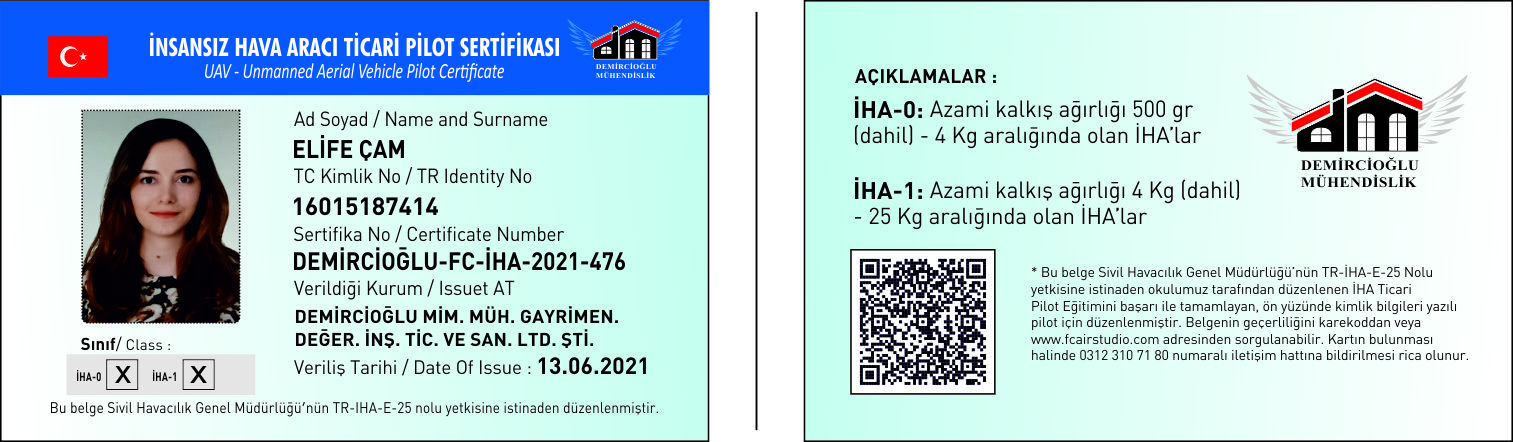 İNSANSIZ HAVA ARACI TİCARİ PİLOT SERTİFİKASI
UAV - Unmanned Aerial Vehicle Pilot Certificate
DEMİRCİOĞLU
MÜHENDİSLİK
Ad Soyad / Name and Surname
ELİFE ÇAM
TC Kimlik No / TR Identity No
16015187414
Sertifika No / Certificate Number
DEMİRCİOĞLU-FC-İHA-2021-476
Verildiği Kurum / Issuet AT
DEMİRCİOĞLU MİM. MÜH. GAYRİMEN.
DEĞER. İNŞ. TİC. VE SAN. LTD. ŞTİ.
Veriliş Tarihi / Date Of Issue : 13.06.2021
Sınıf/ Class :
İHA-0 X İHA-1 X
Bu belge Sivil Havacılık Genel Müdürlüğü'nün TR-IHA-E-25 nolu yetkisine istinaden düzenlenmiştir.
AÇIKLAMALAR :
İHA-0: Azami kalkış ağırlığı 500 gr
(dahil) - 4 Kg aralığında olan İHA'lar
İHA-1: Azami kalkış ağırlığı 4 Kg (dahil)
- 25 Kg aralığında olan İHA'lar
DEMİRCİOĞLU
MÜHENDİSLİK
* Bu belge Sivil Havacılık Genel Müdürlüğü'nün TR-İHA-E-25 Nolu
yetkisine istinaden okulumuz tarafından düzenlenen İHA Ticari
Pilot Eğitimini başarı ile tamamlayan, ön yüzünde kimlik bilgileri yazılı
pilot için düzenlenmiştir. Belgenin geçerliliğini karekoddan veya
www.fcairstudio.com adresinden sorgulanabilir. Kartın bulunması
halinde 0312 310 71 80 numaralı iletişim hattına bildirilmesi rica olunur.